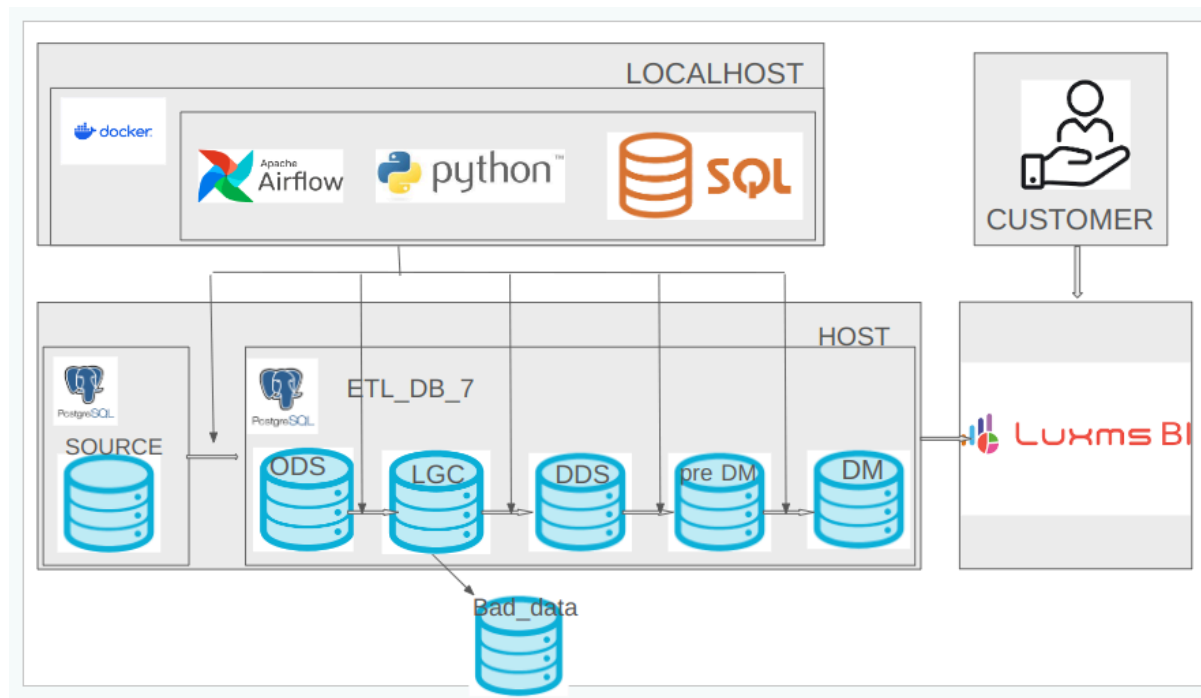 LOCALHOST
docker
Apache
Airflow
python™
SQL
CUSTOMER
HOST
PostgreSQL
SOURCE
PostgreSQL
ETL_DB_7
ODS
LGC
DDS
pre DM
DM
Luxms BI
Bad_data